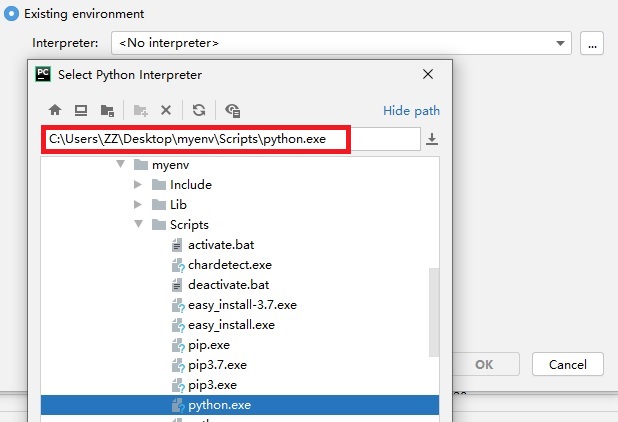 Existing environment
Interpreter: <No interpreter> ...
PC Select Python Interpreter
Hide path
C:\Users\ZZ\Desktop\myenv\Scripts\python.exe
myenv
Include
Lib
Scripts
activate.bat
chardetect.exe
deactivate.bat
easy_install-3.7.exe
easy_install.exe
pip.exe
pip3.7.exe
OK Cancel
pip3.exe
python.exe